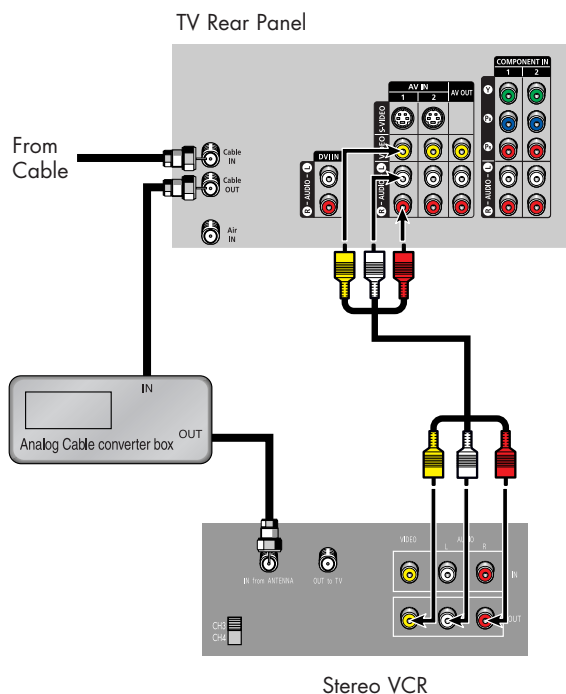 TV Rear Panel
COMPONENT IN
1 2
AV IN
1 2
AV OUT
Y
PB
PR
S-VIDEO
VIDEO
L
R - AUDIO - L
DVI IN
R - AUDIO - L
R - AUDIO - L
From
Cable
Cable
IN
Cable
OUT
Air
IN
IN
Analog Cable converter box
OUT
VIDEO
AUDIO
L R
IN
IN from ANTENNA
OUT to TV
OUT
CH3
CH4
Stereo VCR